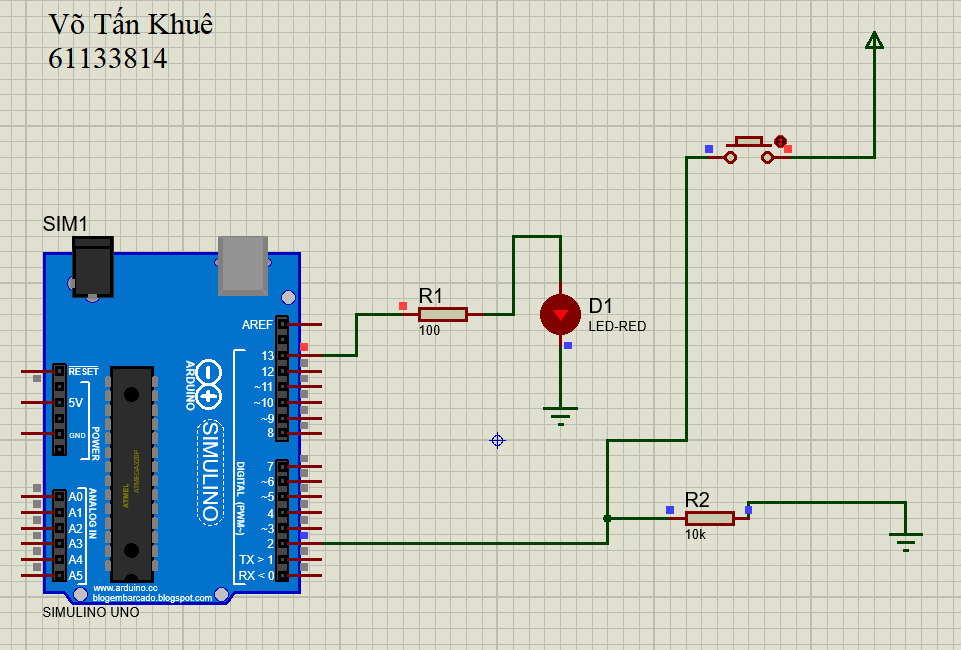 Võ Tấn Khuê
61133814
SIM1
AREF
13
12
~11
~10
~9
8
RESET
5V
GND
POWER
ARDUINO
SIMULINO
ATMEL
ATMEGA328P
DIGITAL (PWM~)
7
~6
~5
4
~3
2
TX > 1
RX < 0
A0
A1
A2
A3
A4
A5
ANALOG IN
www.arduino.cc
blogembarcado.blogspot.com
SIMULINO UNO
R1
100
D1
LED-RED
R2
10k